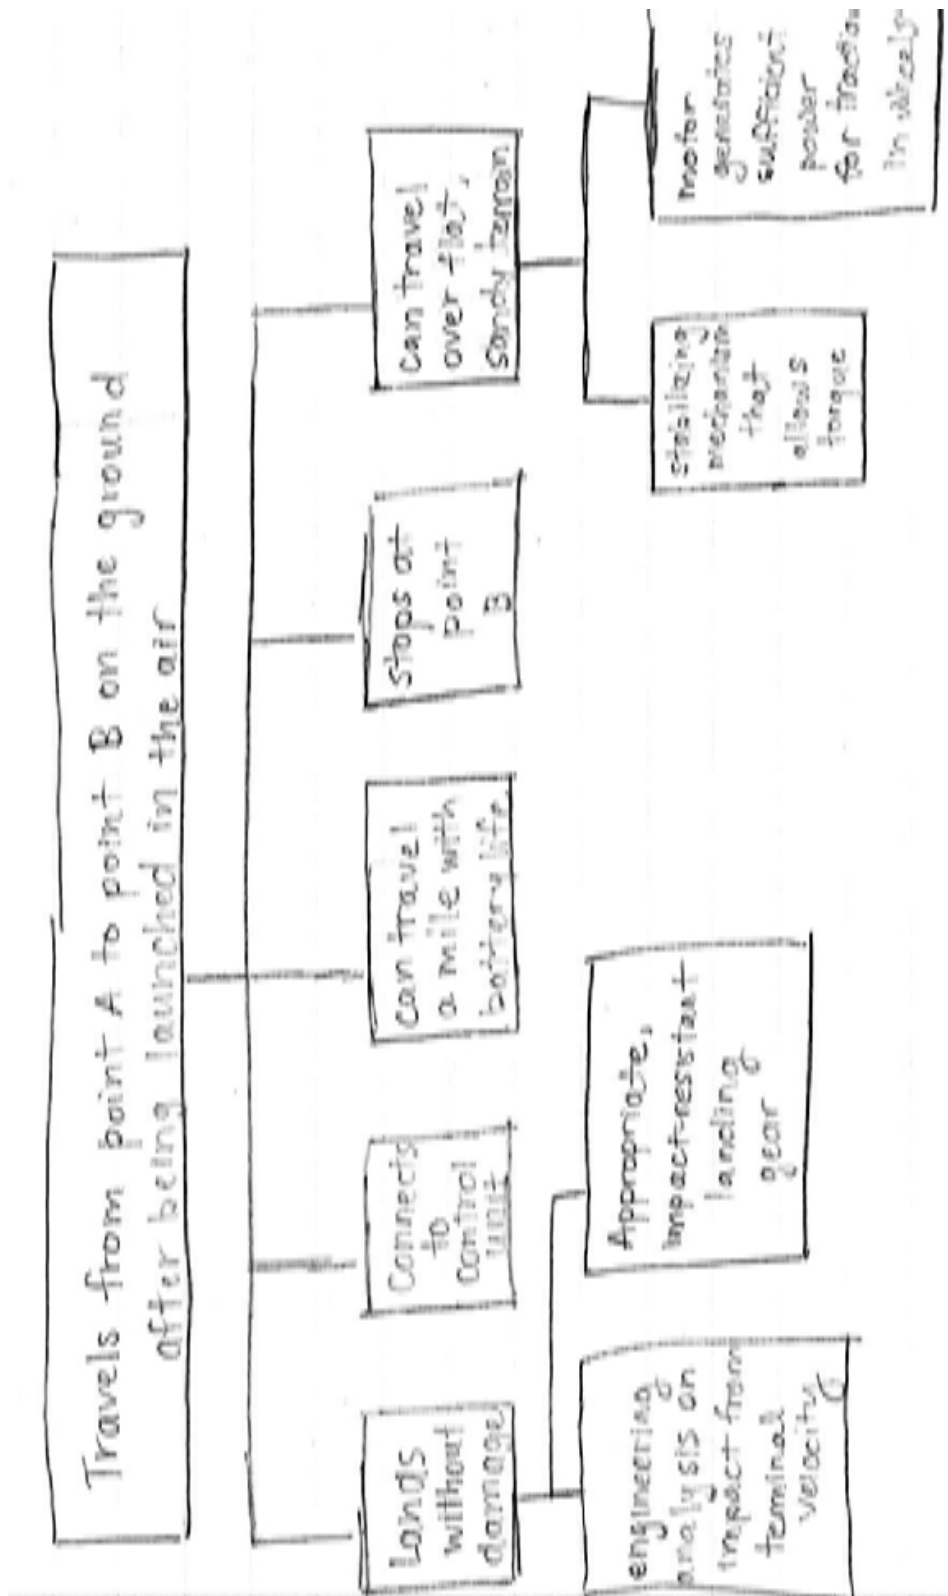 Travels from point A to point B on the ground
after being launched in the air
Lands
without
damage
Connects
to
control
unit
can travel
a mile with
battery life.
stops at
point
B
can travel
over flat,
sandy terrain
engineering
analysis on
impact from
terminal
velocity
Appropriate,
impact-resistant
landing
gear
stabilizing
mechanism
that
allows
torque
motor
generates
sufficient
power
for
in wheels